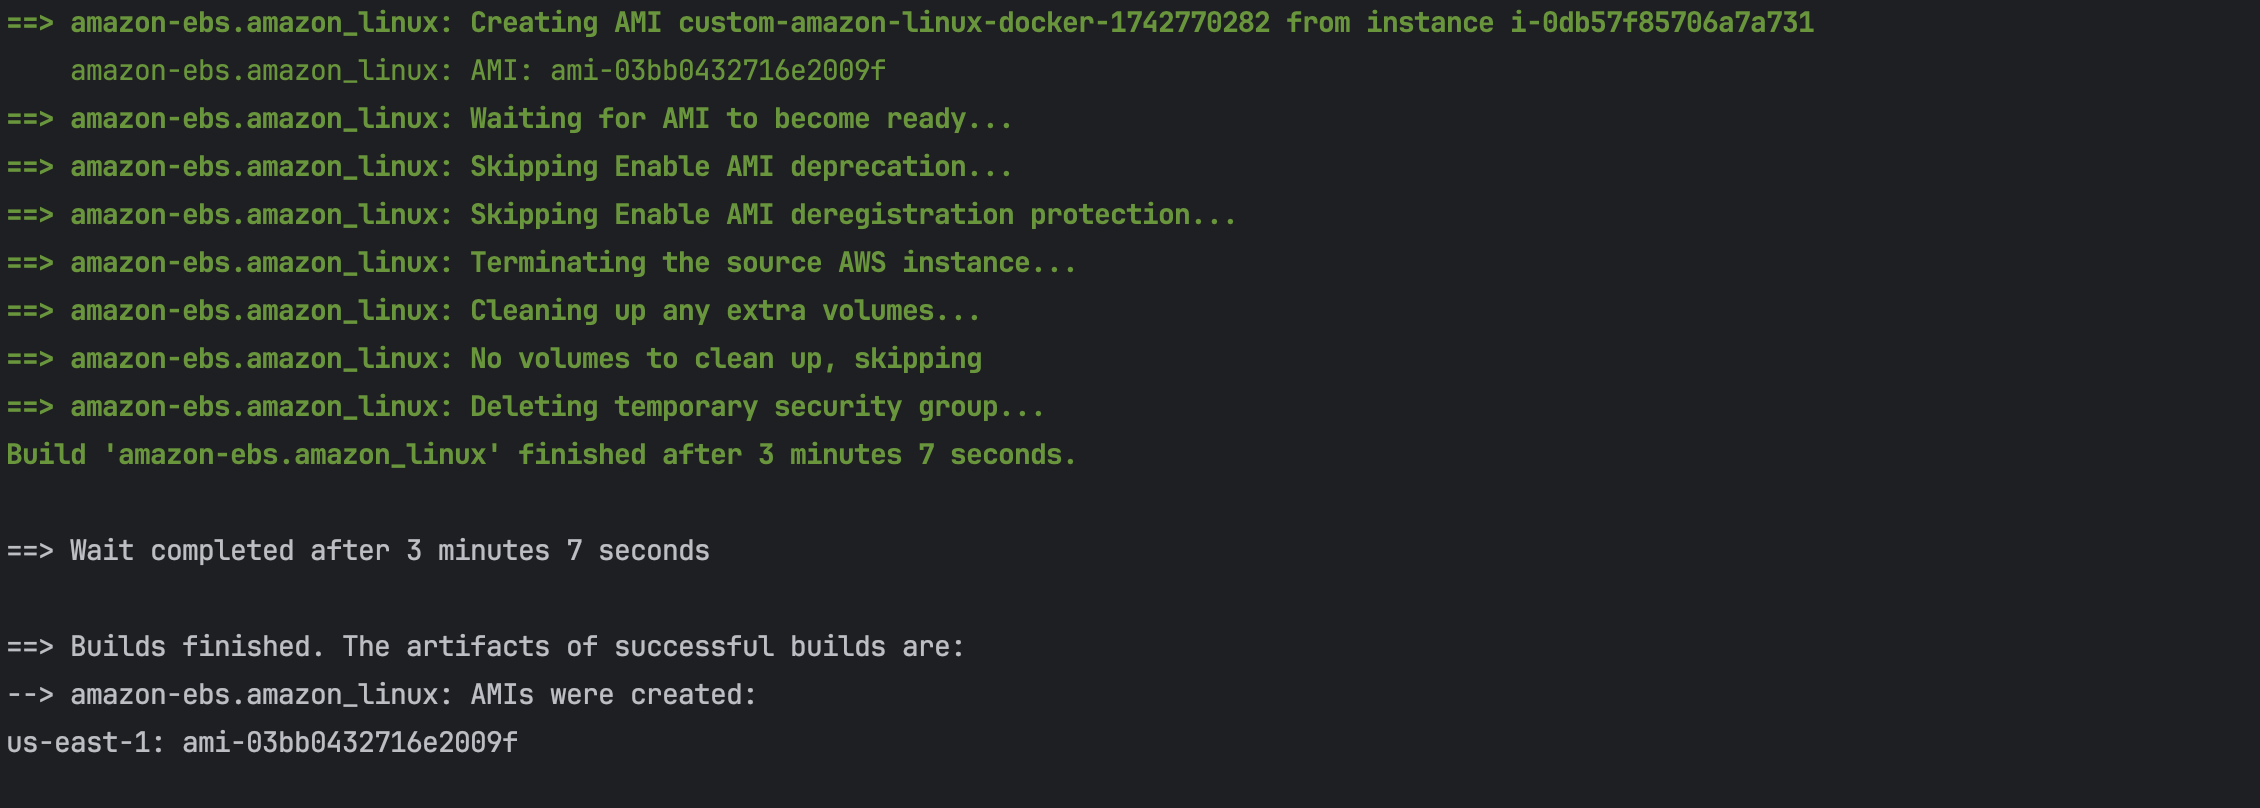 ==> amazon-ebs.amazon_linux: Creating AMI custom-amazon-linux-docker-1742770282 from instance i-0db57f85706a7a731
    amazon-ebs.amazon_linux: AMI: ami-03bb0432716e2009f
==> amazon-ebs.amazon_linux: Waiting for AMI to become ready...
==> amazon-ebs.amazon_linux: Skipping Enable AMI deprecation...
==> amazon-ebs.amazon_linux: Skipping Enable AMI deregistration protection...
==> amazon-ebs.amazon_linux: Terminating the source AWS instance...
==> amazon-ebs.amazon_linux: Cleaning up any extra volumes...
==> amazon-ebs.amazon_linux: No volumes to clean up, skipping
==> amazon-ebs.amazon_linux: Deleting temporary security group...
Build 'amazon-ebs.amazon_linux' finished after 3 minutes 7 seconds.
==> Wait completed after 3 minutes 7 seconds
==> Builds finished. The artifacts of successful builds are:
--> amazon-ebs.amazon_linux: AMIs were created:
us-east-1: ami-03bb0432716e2009f